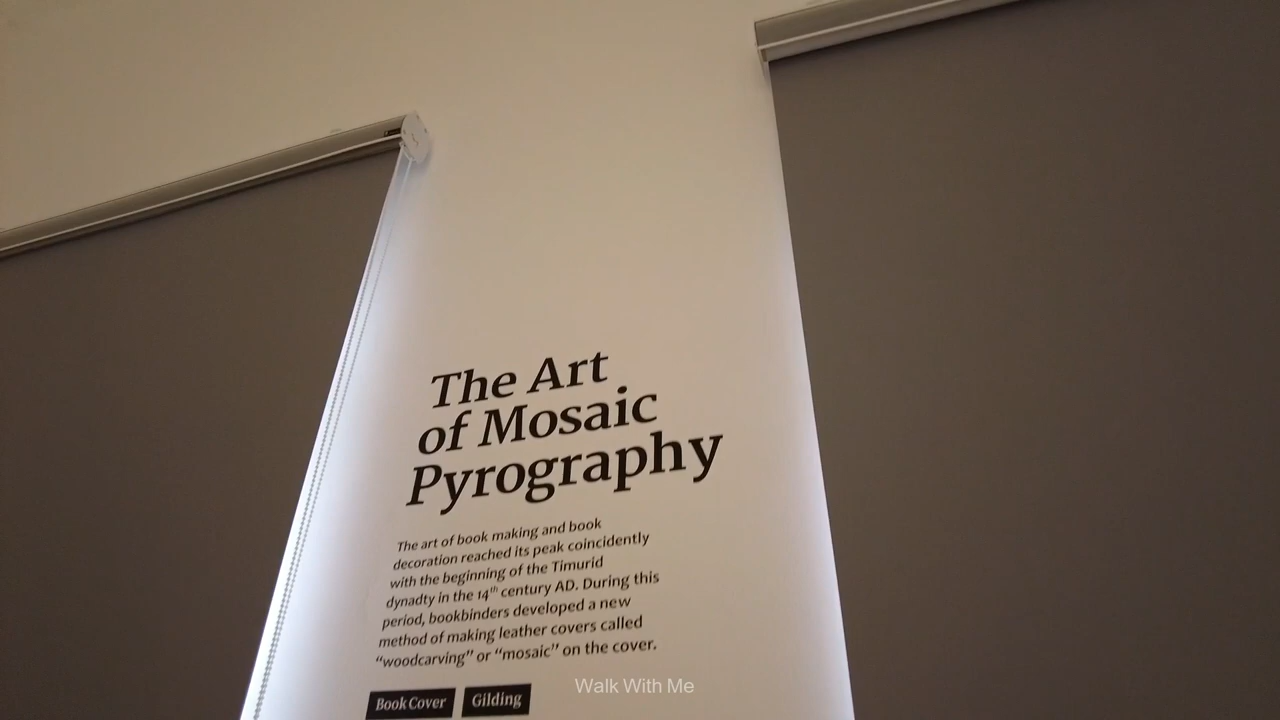 The Art
of Mosaic
Pyrography
The art of book making and book
decoration reached its peak coincidently
with the beginning of the Timurid
dynadty in the 14th century AD. During this
period, bookbinders developed a new
method of making leather covers called
“woodcarving” or “mosaic” on the cover.
Book Cover Gilding
Walk With Me